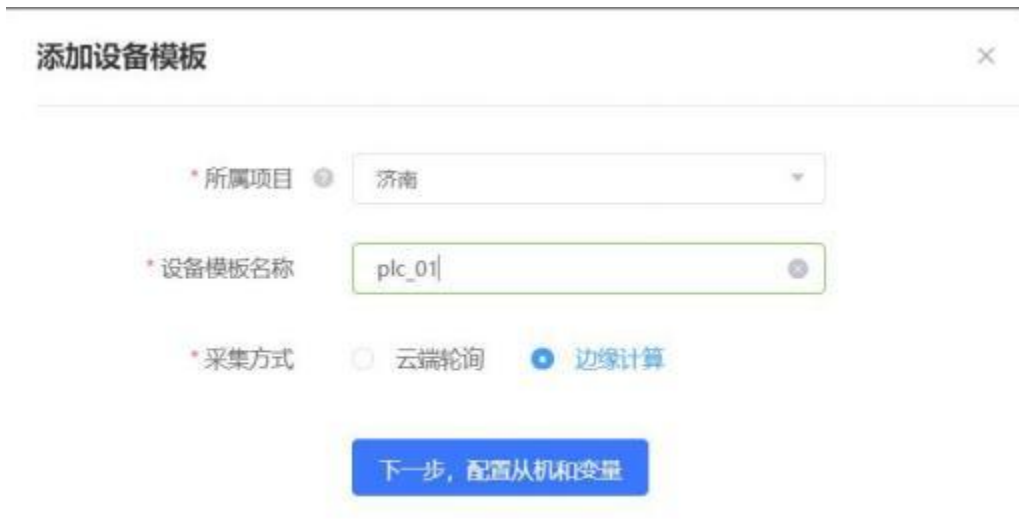 添加设备模板
* 所属项目 ? 济南
* 设备模板名称 plc_01
* 采集方式 云端轮询 边缘计算
下一步，配置从机和变量